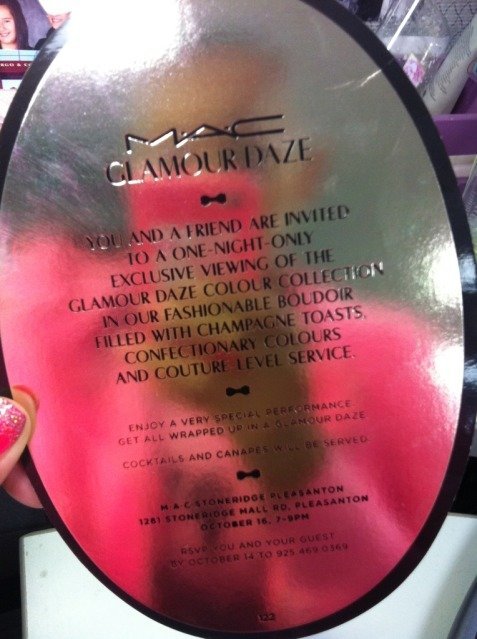 M·A·C
GLAMOUR DAZE
YOU AND A FRIEND ARE INVITED
TO A ONE-NIGHT-ONLY
EXCLUSIVE VIEWING OF THE
GLAMOUR DAZE COLOUR COLLECTION
IN OUR FASHIONABLE BOUDOIR
FILLED WITH CHAMPAGNE TOASTS,
CONFECTIONARY COLOURS
AND COUTURE-LEVEL SERVICE.
ENJOY A VERY SPECIAL PERFORMANCE.
GET ALL WRAPPED UP IN A GLAMOUR DAZE.
COCKTAILS AND CANAPES WILL BE SERVED.
M·A·C STONERIDGE PLEASANTON
1281 STONERIDGE MALL RD, PLEASANTON
OCTOBER 16, 7-9PM
RSVP YOU AND YOUR GUEST
BY OCTOBER 14 TO 925 469 0369
122